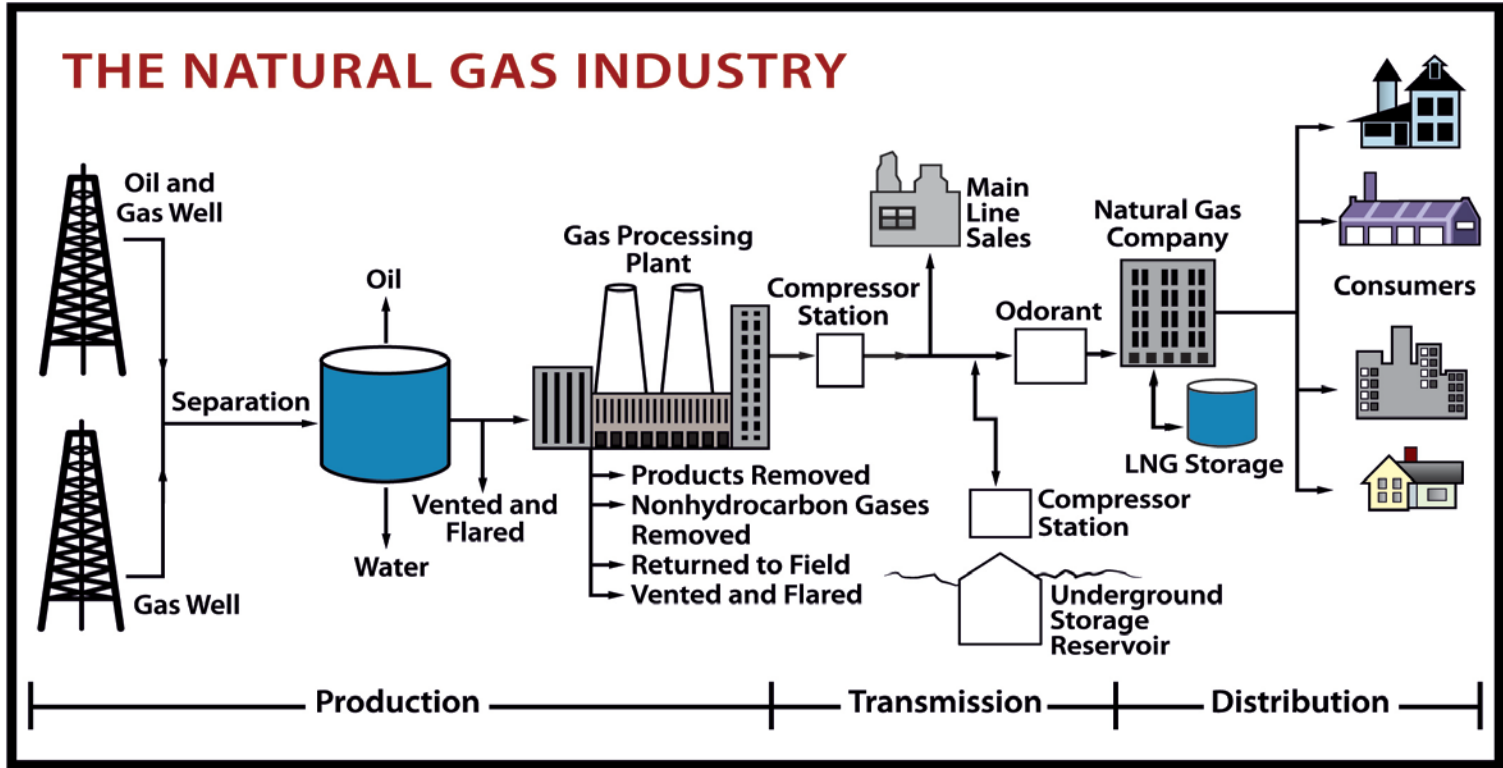 THE NATURAL GAS INDUSTRY
Oil and
Gas Well
Gas Well
Separation
Oil
Water
Vented and
Flared
Gas Processing
Plant
Products Removed
Nonhydrocarbon Gases
Removed
Returned to Field
Vented and Flared
Compressor
Station
Main
Line
Sales
Odorant
Compressor
Station
Underground
Storage
Reservoir
Natural Gas
Company
LNG Storage
Consumers
Production
Transmission
Distribution